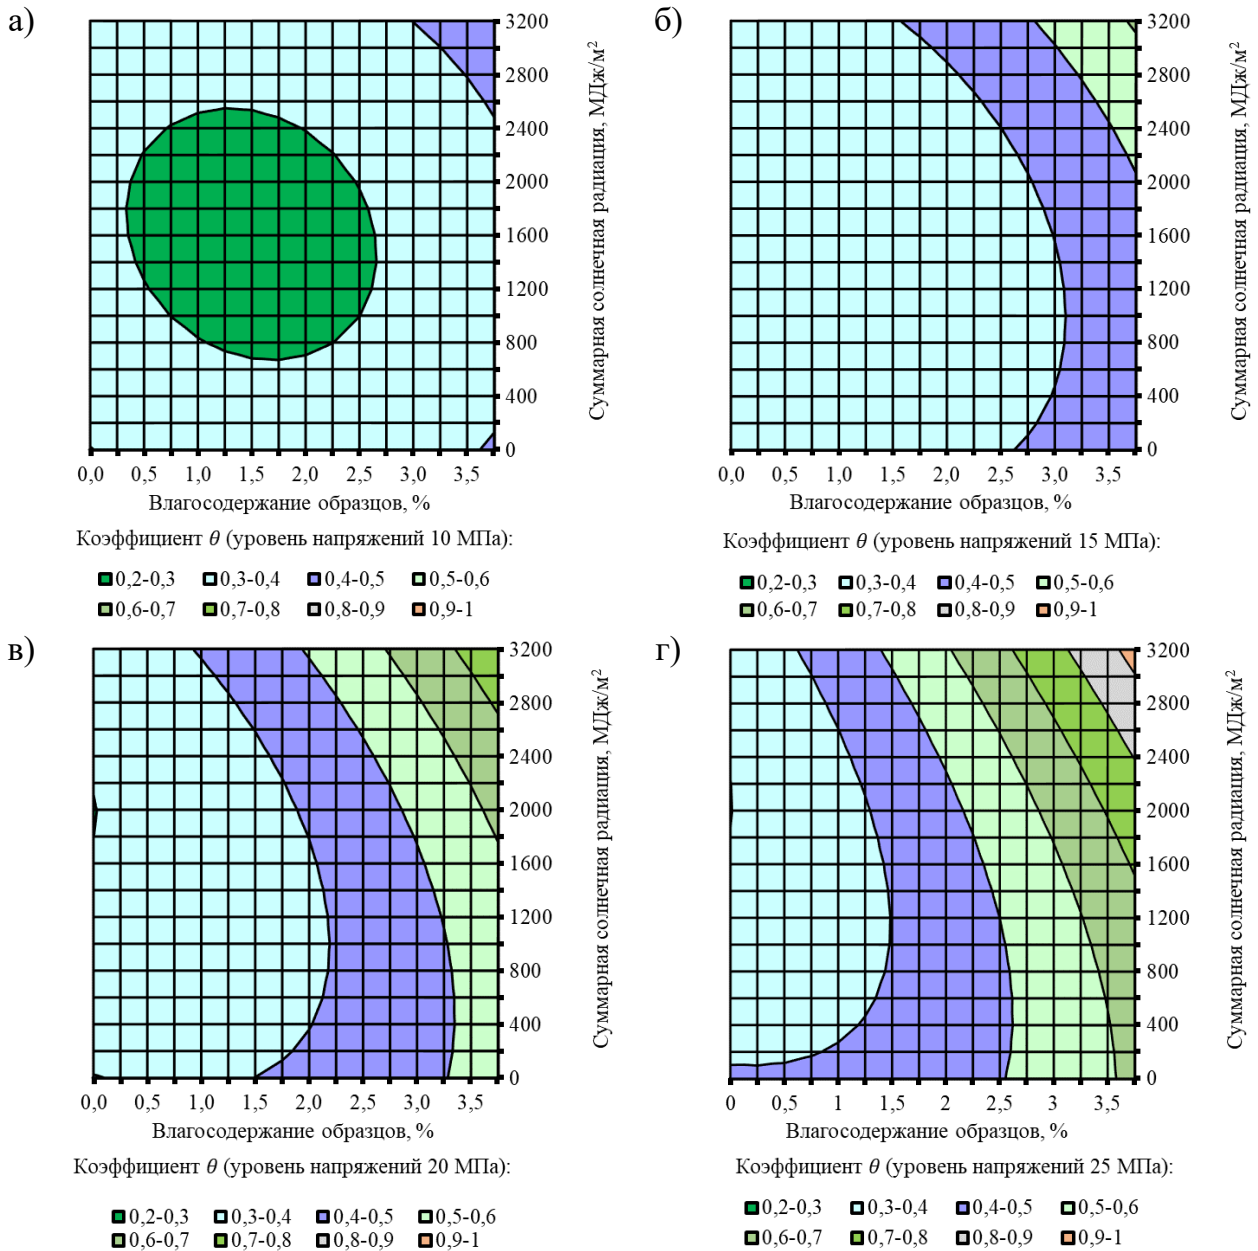 а)
3200
2800
2400
2000
1600
1200
800
400
0
Суммарная солнечная радиация, МДж/м²
0,0 0,5 1,0 1,5 2,0 2,5 3,0 3,5
Влагосодержание образцов, %
Коэффициент θ (уровень напряжений 10 МПа):
0,2-0,3 0,3-0,4 0,4-0,5 0,5-0,6
0,6-0,7 0,7-0,8 0,8-0,9 0,9-1
б)
3200
2800
2400
2000
1600
1200
800
400
0
Суммарная солнечная радиация, МДж/м²
0,0 0,5 1,0 1,5 2,0 2,5 3,0 3,5
Влагосодержание образцов, %
Коэффициент θ (уровень напряжений 15 МПа):
0,2-0,3 0,3-0,4 0,4-0,5 0,5-0,6
0,6-0,7 0,7-0,8 0,8-0,9 0,9-1
в)
3200
2800
2400
2000
1600
1200
800
400
0
Суммарная солнечная радиация, МДж/м²
0,0 0,5 1,0 1,5 2,0 2,5 3,0 3,5
Влагосодержание образцов, %
Коэффициент θ (уровень напряжений 20 МПа):
0,2-0,3 0,3-0,4 0,4-0,5 0,5-0,6
0,6-0,7 0,7-0,8 0,8-0,9 0,9-1
г)
3200
2800
2400
2000
1600
1200
800
400
0
Суммарная солнечная радиация, МДж/м²
0 0,5 1 1,5 2 2,5 3 3,5
Влагосодержание образцов, %
Коэффициент θ (уровень напряжений 25 МПа):
0,2-0,3 0,3-0,4 0,4-0,5 0,5-0,6
0,6-0,7 0,7-0,8 0,8-0,9 0,9-1